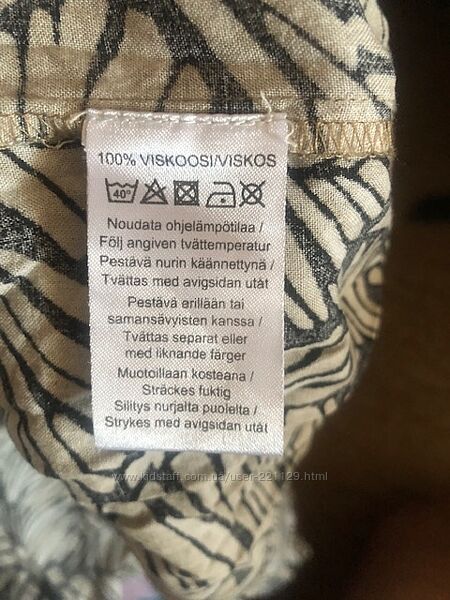 100% VISKOOSI/VISKOS
40°
Noudata ohjelämpötilaa /
Följ angiven tvättemperatur
Pestävä nurin käännettynä /
Tvättas med avigsidan utåt
Pestävä erillään tai
samansävyisten kanssa /
Tvättas separat eller
med liknande färger
Muotoillaan kosteana /
Sträckes fuktig
Silitys nurjalta puolelta /
Strykes med avigsidan utåt
www.kidstaff.com.ua/user-221129.html